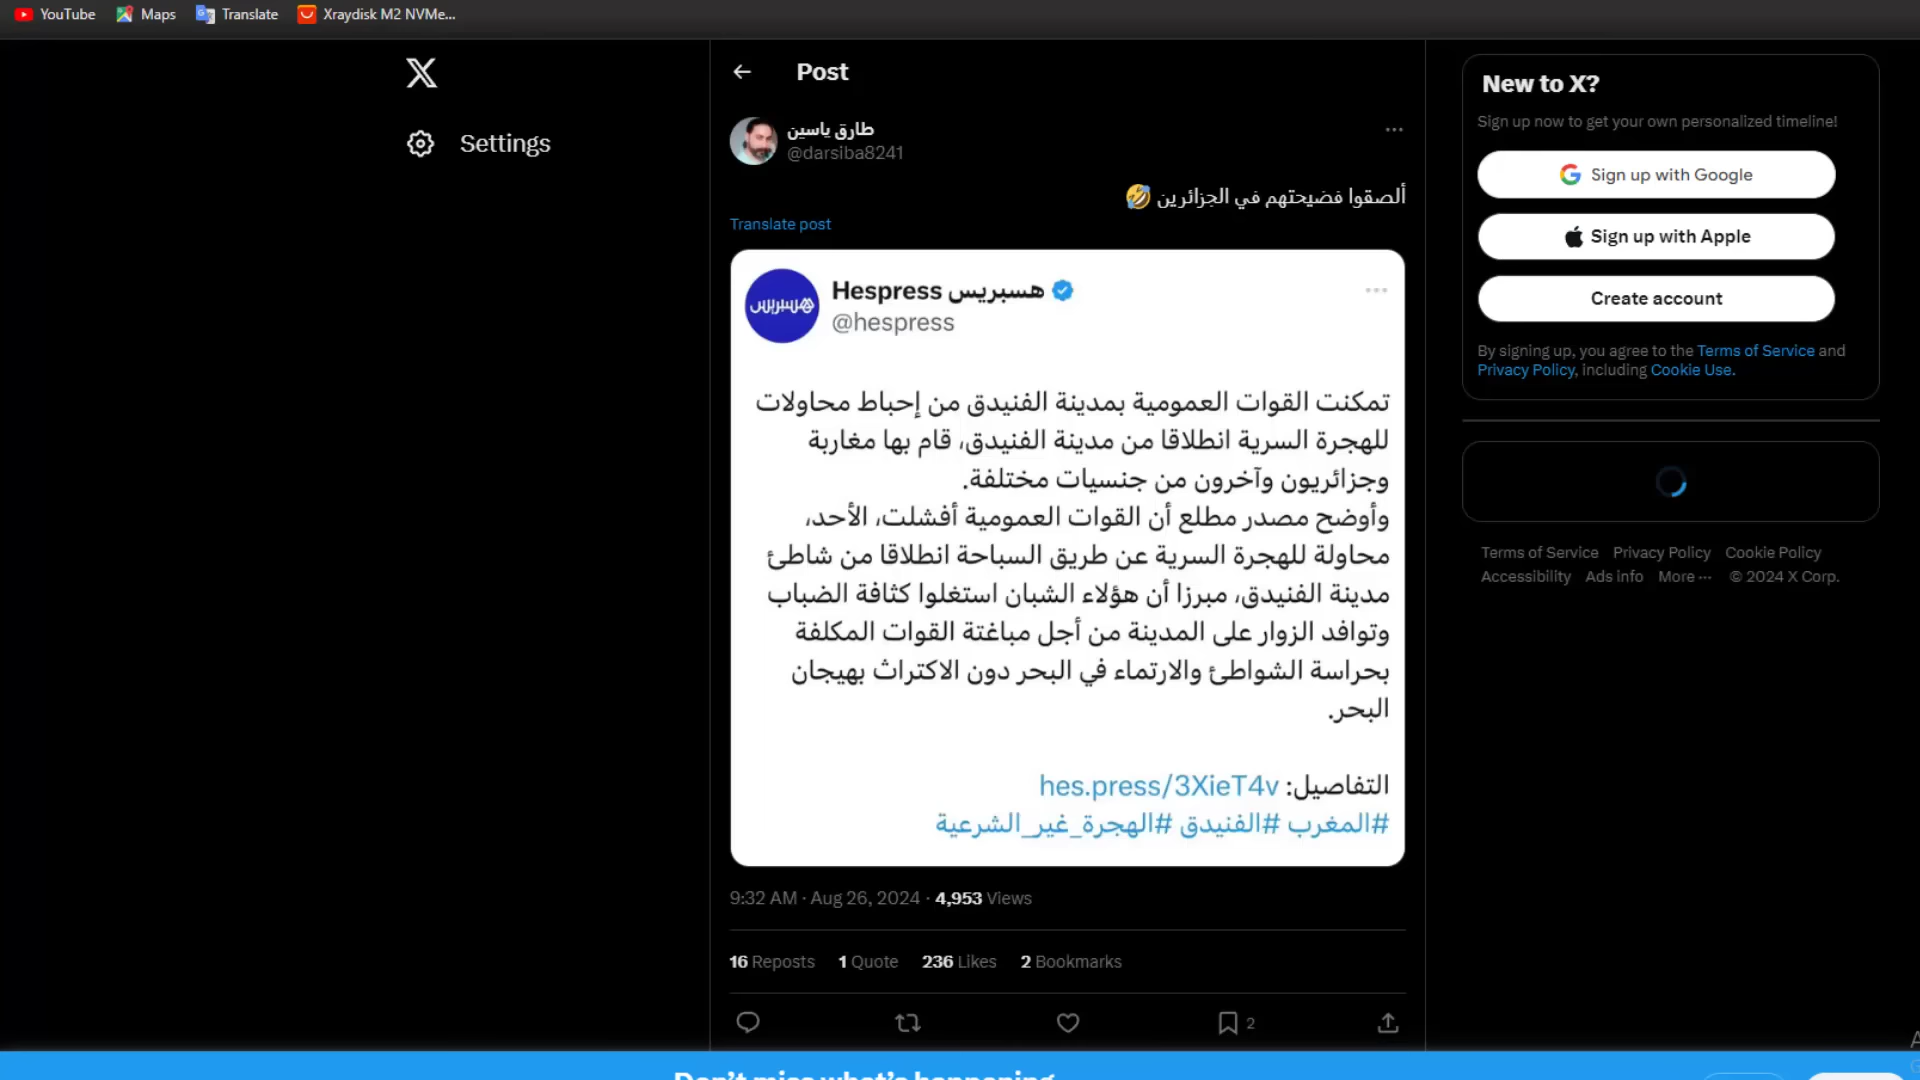 YouTube
Maps
Translate
Xraydisk M2 NVMe...
Settings
Post
طارق ياسين
@darsiba8241
ألصقوا فضيحتهم في الجزائرين 🤣
Translate post
هسبريس
Hespress هسبريس
@hespress
تمكنت القوات العمومية بمدينة الفنيدق من إحباط محاولات
للهجرة السرية انطلاقا من مدينة الفنيدق، قام بها مغاربة
وجزائريون وآخرون من جنسيات مختلفة.
وأوضح مصدر مطلع أن القوات العمومية أفشلت، الأحد،
محاولة للهجرة السرية عن طريق السباحة انطلاقا من شاطئ
مدينة الفنيدق، مبرزا أن هؤلاء الشبان استغلوا كثافة الضباب
وتوافد الزوار على المدينة من أجل مباغتة القوات المكلفة
بحراسة الشواطئ والارتماء في البحر دون الاكتراث بهيجان
البحر.
التفاصيل: hes.press/3XieT4v
#المغرب #الفنيدق #الهجرة_غير_الشرعية
9:32 AM · Aug 26, 2024 · 4,953 Views
16 Reposts 1 Quote 236 Likes 2 Bookmarks
2
New to X?
Sign up now to get your own personalized timeline!
Sign up with Google
Sign up with Apple
Create account
By signing up, you agree to the Terms of Service and
Privacy Policy, including Cookie Use.
Terms of Service Privacy Policy Cookie Policy
Accessibility Ads info More ··· © 2024 X Corp.
Don't miss what's happening